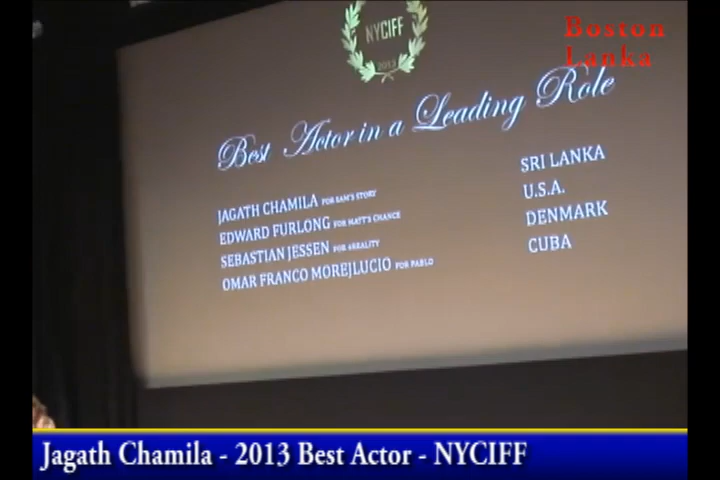 Boston
Lanka
NYCIFF
2013
Best Actor in a Leading Role
JAGATH CHAMILA FOR SAM'S STORY SRI LANKA
EDWARD FURLONG FOR MATT'S CHANCE U.S.A.
SEBASTIAN JESSEN FOR AREALITY DENMARK
OMAR FRANCO MOREJLUCIO FOR PABLO CUBA
Jagath Chamila - 2013 Best Actor - NYCIFF